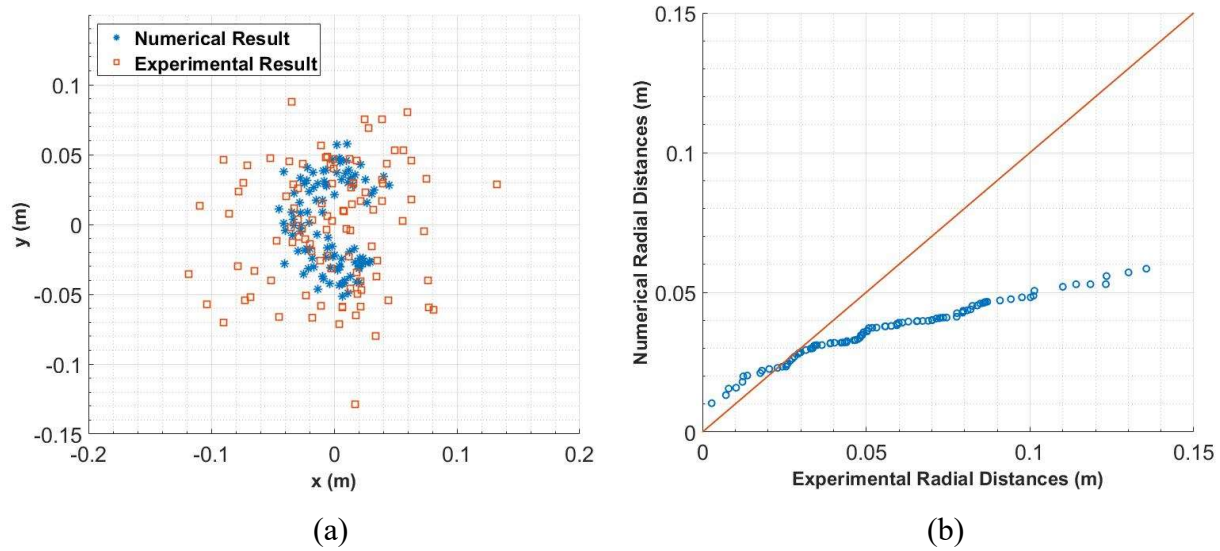 Numerical Result
Experimental Result
0.1
0.05
0
-0.05
-0.1
-0.15
y (m)
-0.2
-0.1
0
0.1
0.2
x (m)
(a)
0.15
0.1
0.05
0
Numerical Radial Distances (m)
0
0.05
0.1
0.15
Experimental Radial Distances (m)
(b)